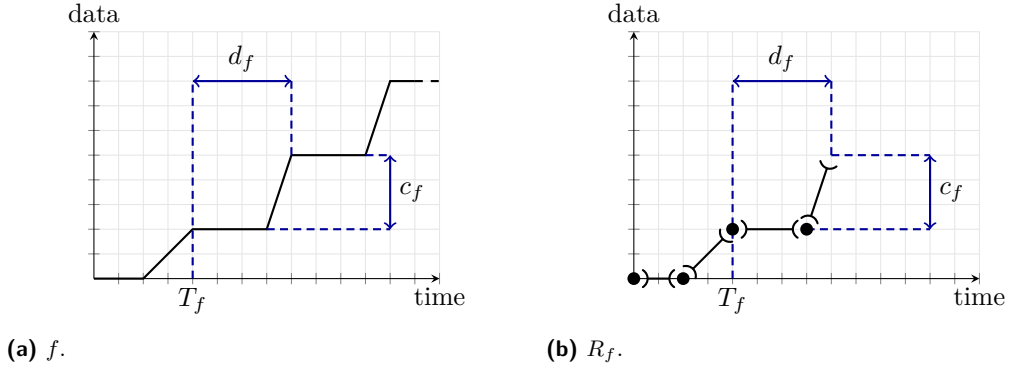 data
d_f
c_f
T_f
time
(a) f.
data
d_f
c_f
T_f
time
(b) R_f.